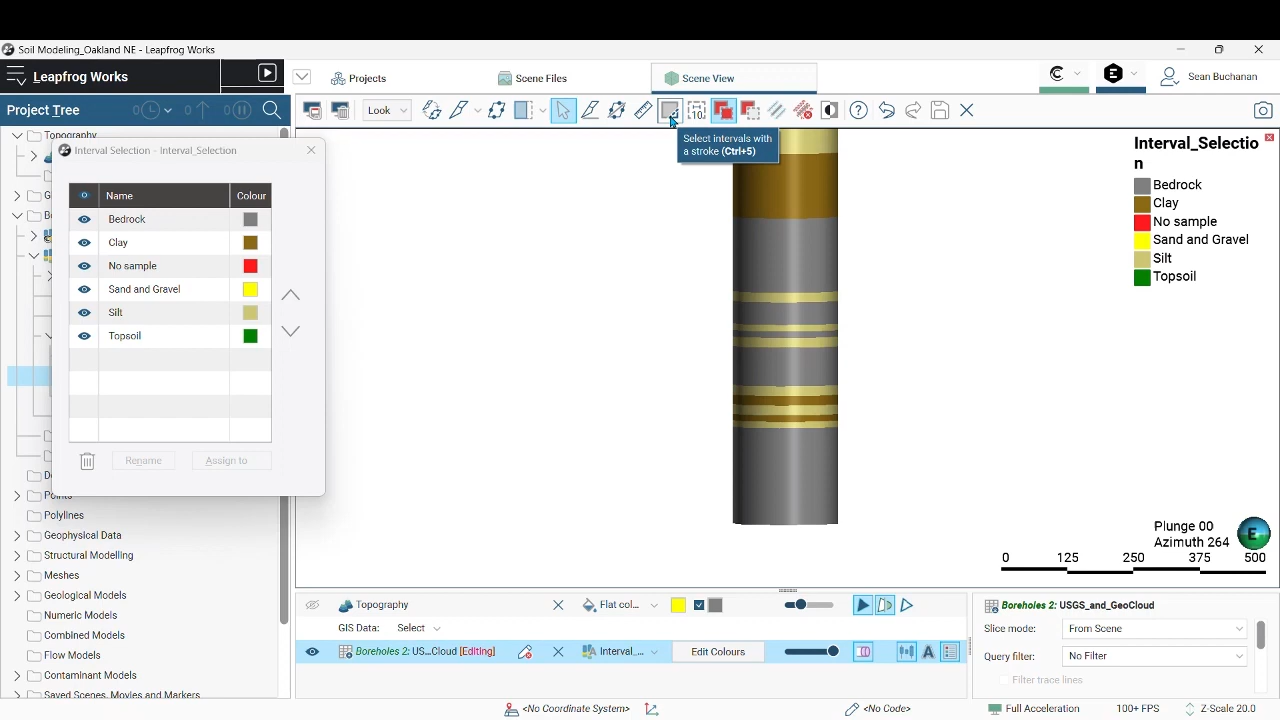 Soil Modeling_Oakland NE - Leapfrog Works
Leapfrog Works
Projects
Scene Files
Scene View
Sean Buchanan
Project Tree
0
0
0
Look
Select intervals with
a stroke (Ctrl+5)
Topography
Interval Selection - Interval_Selection
Name
Colour
Bedrock
Clay
No sample
Sand and Gravel
Silt
Topsoil
Rename
Assign to
Points
Polylines
Geophysical Data
Structural Modelling
Meshes
Geological Models
Numeric Models
Combined Models
Flow Models
Contaminant Models
Saved Scenes, Movies and Markers
Interval_Selectio
n
Bedrock
Clay
No sample
Sand and Gravel
Silt
Topsoil
Plunge 00
Azimuth 264
E
0 125 250 375 500
Topography
Flat col...
GIS Data: Select
Boreholes 2: US...Cloud [Editing]
Interval_...
Edit Colours
A
Boreholes 2: USGS_and_GeoCloud
Slice mode: From Scene
Query filter: No Filter
Filter trace lines
<No Coordinate System>
<No Code>
Full Acceleration
100+ FPS
Z-Scale 20.0